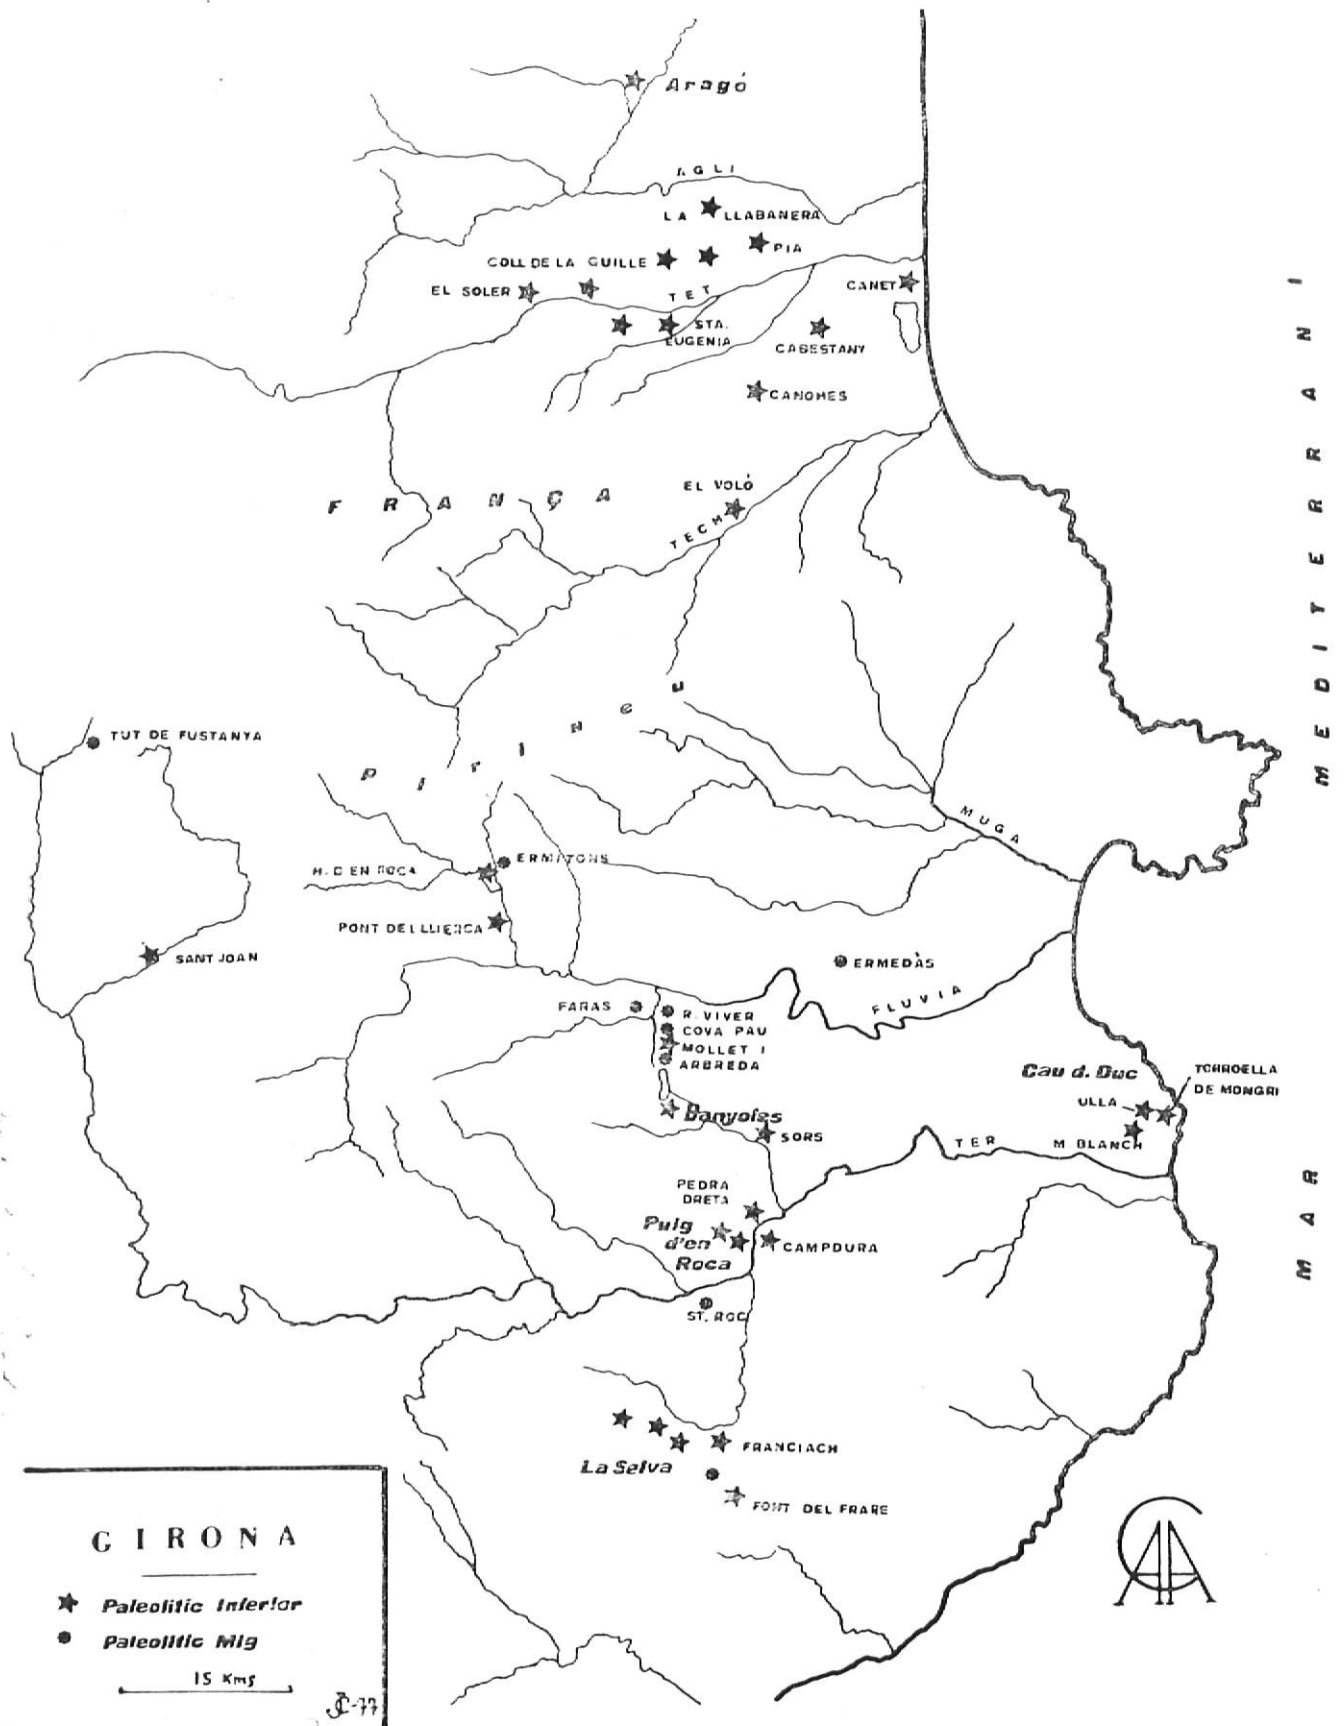 Aragó
AGLI
LA LLABANERA
PIA
COLL DE LA GUILLE
EL SOLER
TET
CANET
STA.
EUGENIA
CABESTANY
CANOHES
FRANÇA
EL VOLÓ
TECH
MAR MEDITERRANI
PIRINEU
TUT DE FUSTANYA
MUGA
ERMITONS
H. D'EN ROCA
PONT DEL LLIERCA
SANT JOAN
ERMEDÀS
FLUVIA
FARAS
R. VIVER
COVA PAU
MOLLET I
ARBREDA
Cau d. Duc
TORROELLA
DE MONGRI
ULLA
Banyoles
SORS
TER
M. BLANCH
PEDRA
DRETA
Puig
d'en
Roca
CAMPDURA
ST. ROC
FRANCIACH
La Selva
FONT DEL FRARE
GIRONA
Paleolitic Inferior
Paleolitic Mig
15 Kms